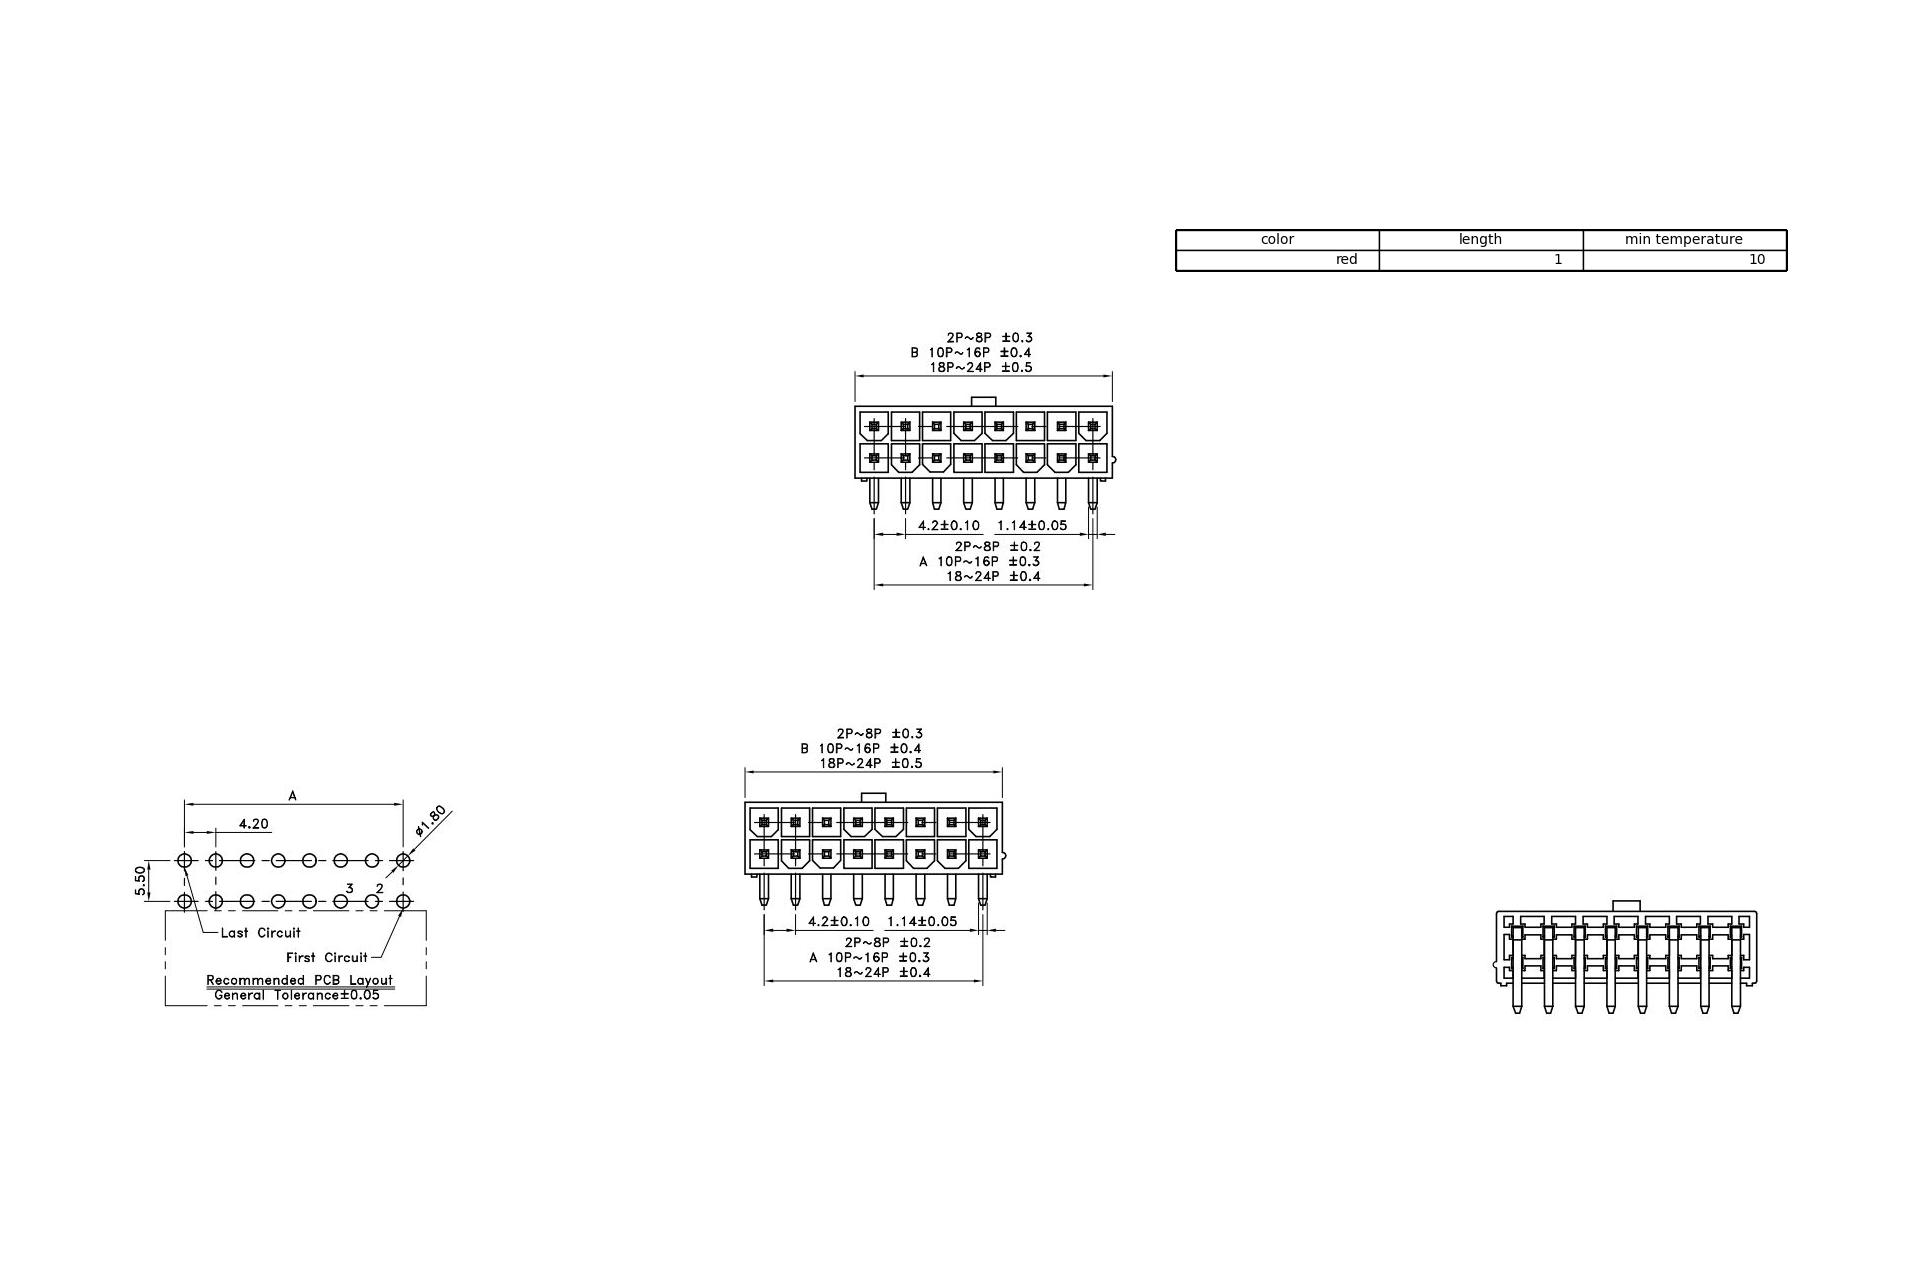 color length min temperature
red 1 10
2P~8P ±0.3
B 10P~16P ±0.4
18P~24P ±0.5
4.2±0.10 1.14±0.05
2P~8P ±0.2
A 10P~16P ±0.3
18~24P ±0.4
2P~8P ±0.3
B 10P~16P ±0.4
18P~24P ±0.5
4.2±0.10 1.14±0.05
2P~8P ±0.2
A 10P~16P ±0.3
18~24P ±0.4
A
4.20
ø1.80
5.50
3 2
Last Circuit
First Circuit
Recommended PCB Layout
General Tolerance±0.05